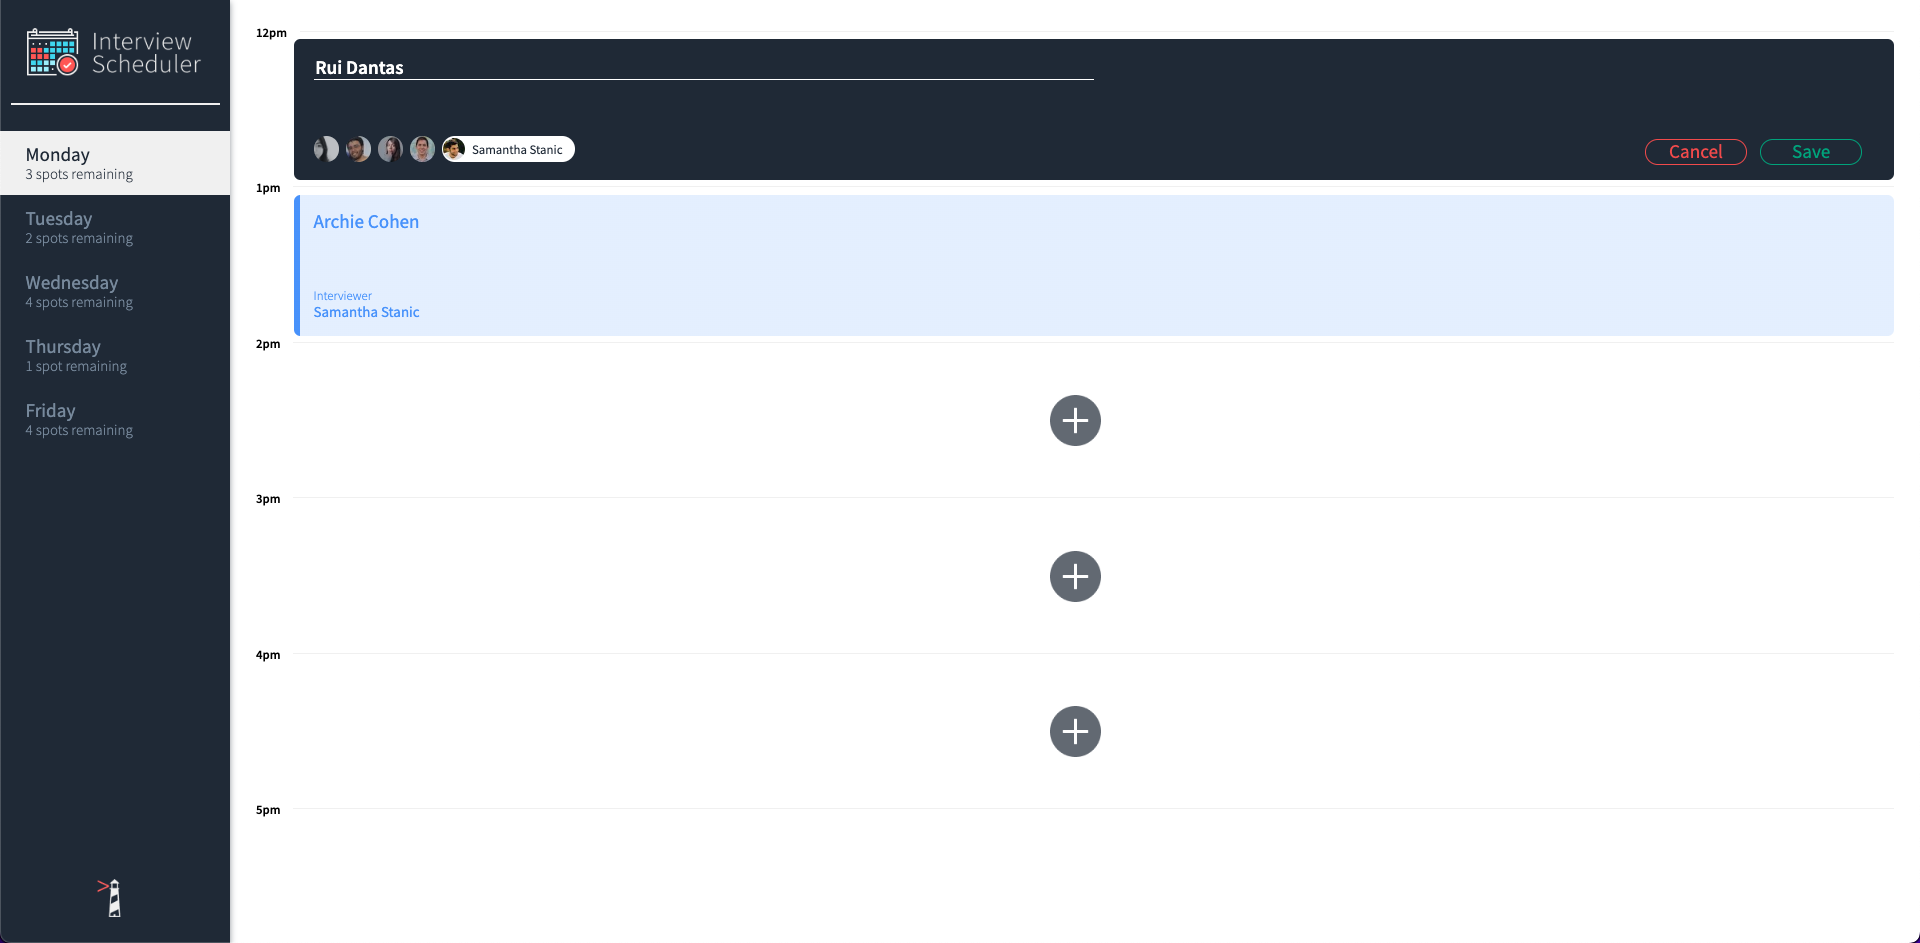 Interview
Scheduler
Monday
3 spots remaining
Tuesday
2 spots remaining
Wednesday
4 spots remaining
Thursday
1 spot remaining
Friday
4 spots remaining
12pm
Rui Dantas
Samantha Stanic
Cancel
Save
1pm
Archie Cohen
Interviewer
Samantha Stanic
2pm
3pm
4pm
5pm